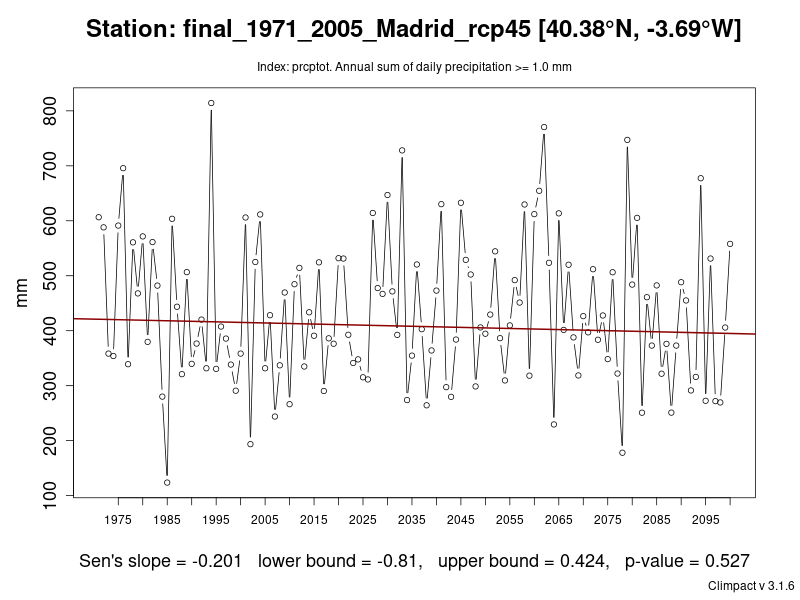 Station: final_1971_2005_Madrid_rcp45 [40.38°N, -3.69°W]
Index: prcptot. Annual sum of daily precipitation >= 1.0 mm
800
700
600
500
400
300
200
100
mm
1975 1985 1995 2005 2015 2025 2035 2045 2055 2065 2075 2085 2095
Sen's slope = -0.201 lower bound = -0.81, upper bound = 0.424, p-value = 0.527
Climpact v 3.1.6